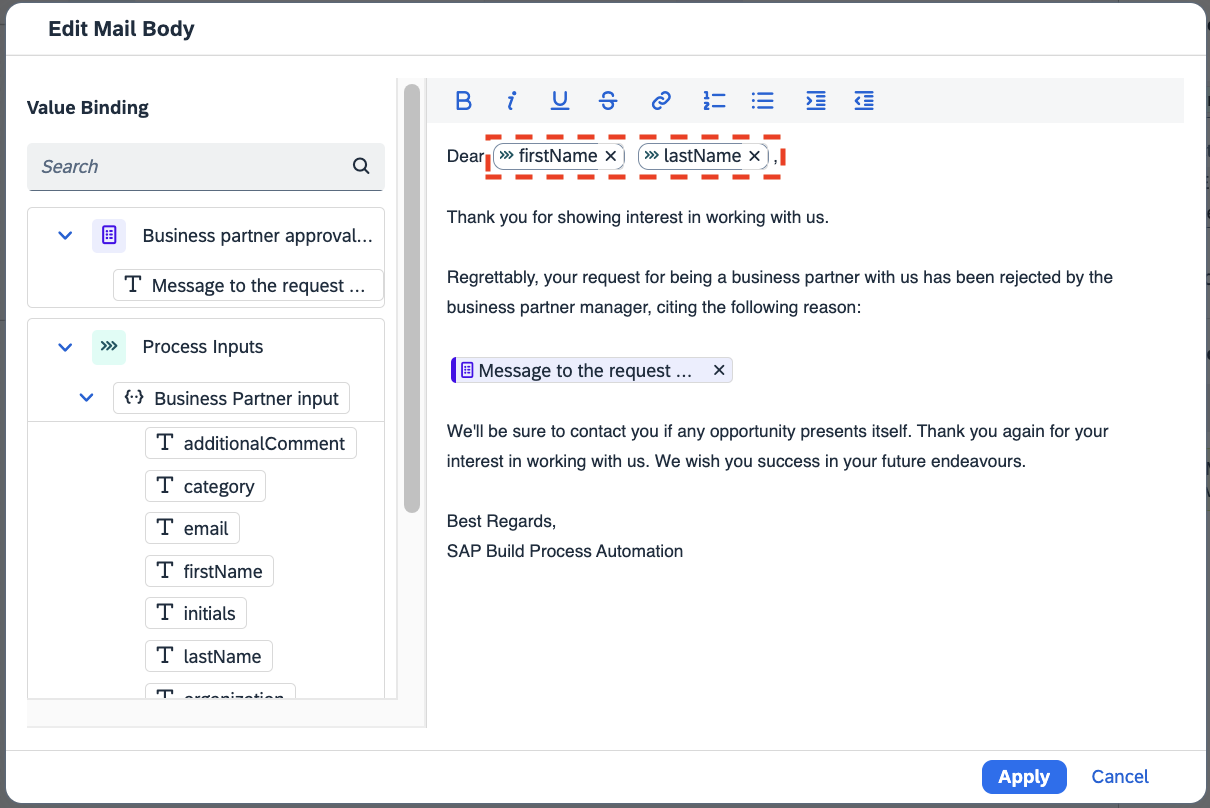 Edit Mail Body
Value Binding
Search
Business partner approval...
Message to the request ...
Process Inputs
Business Partner input
additionalComment
category
email
firstName
initials
lastName
organization
Dear firstName lastName ,
Thank you for showing interest in working with us.
Regrettably, your request for being a business partner with us has been rejected by the
business partner manager, citing the following reason:
Message to the request ...
We'll be sure to contact you if any opportunity presents itself. Thank you again for your
interest in working with us. We wish you success in your future endeavours.
Best Regards,
SAP Build Process Automation
Apply Cancel